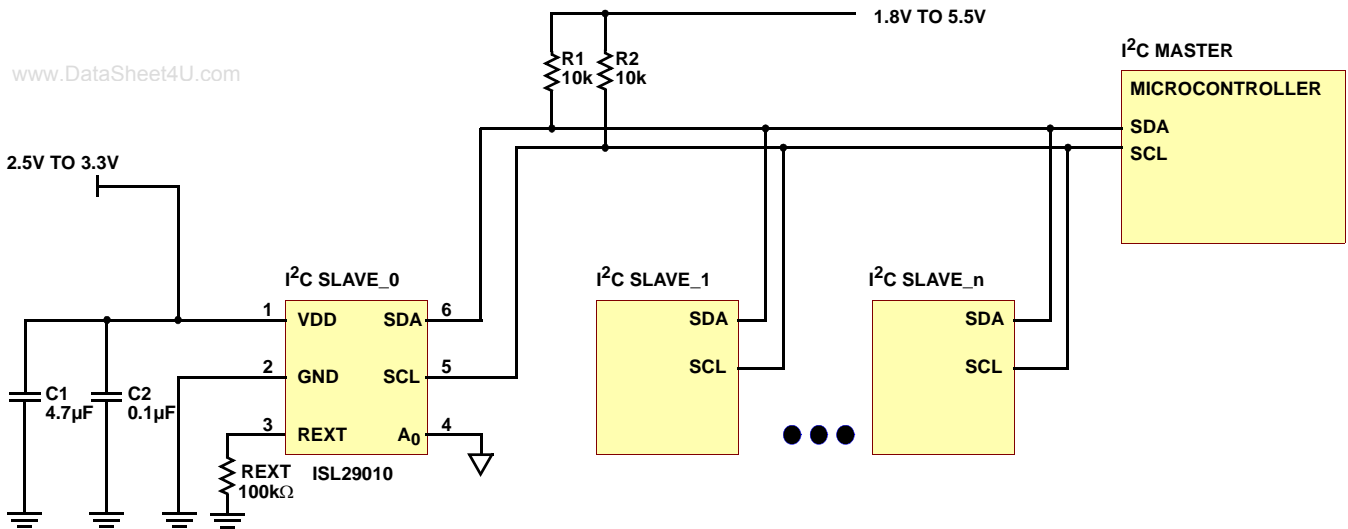 1.8V TO 5.5V
www.DataSheet4U.com
R1
10k
R2
10k
I²C MASTER
MICROCONTROLLER
SDA
SCL
2.5V TO 3.3V
I²C SLAVE_0
I²C SLAVE_1
I²C SLAVE_n
1
VDD
SDA
6
SDA
SDA
2
GND
SCL
5
SCL
SCL
C1
4.7µF
C2
0.1µF
3
REXT
A₀
4
REXT
100kΩ
ISL29010